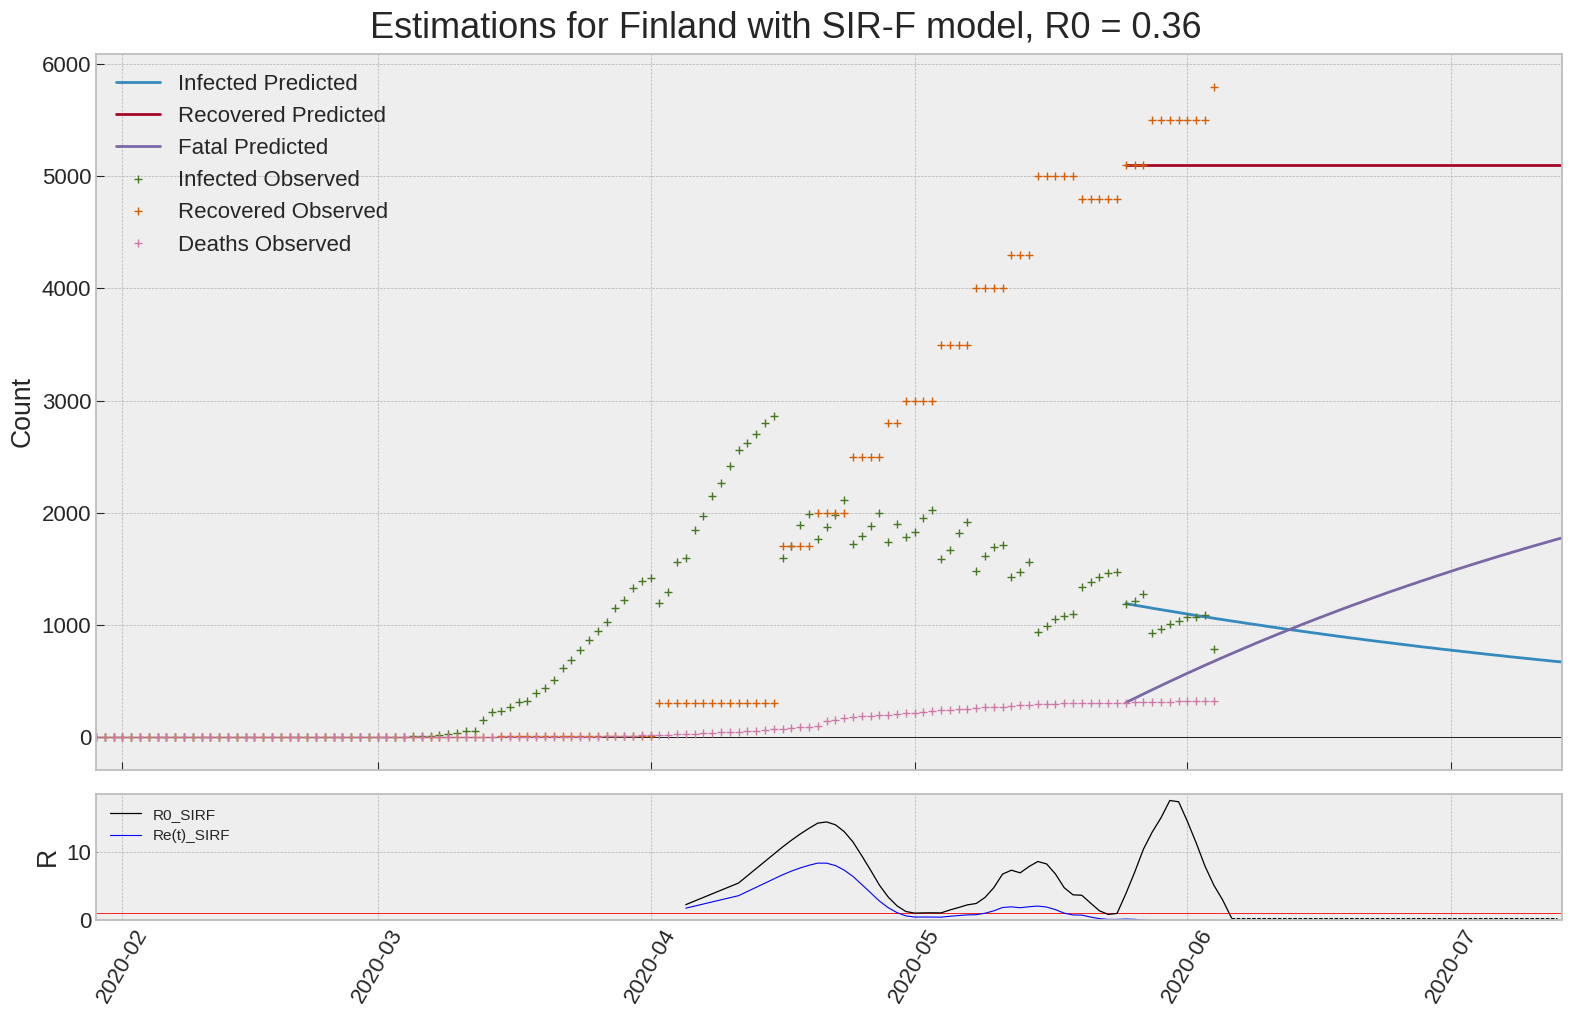 Estimations for Finland with SIR-F model, R0 = 0.36
6000
5000
4000
3000
2000
1000
0
Count
Infected Predicted
Recovered Predicted
Fatal Predicted
Infected Observed
Recovered Observed
Deaths Observed
10
0
R
R0_SIRF
Re(t)_SIRF
2020-02
2020-03
2020-04
2020-05
2020-06
2020-07